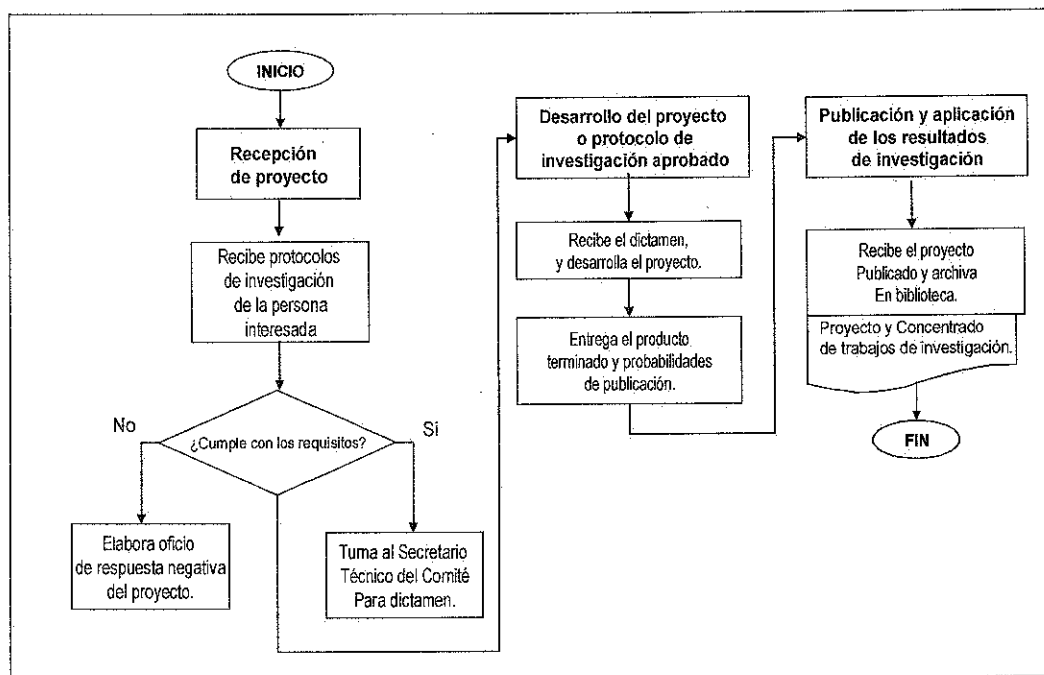 INICIO
Recepción
de proyecto
Recibe protocolos
de investigación
de la persona
interesada
¿Cumple con los requisitos?
No
Si
Elabora oficio
de respuesta negativa
del proyecto.
Turna al Secretario
Técnico del Comité
Para dictamen.
Desarrollo del proyecto
o protocolo de
investigación aprobado
Recibe el dictamen,
y desarrolla el proyecto.
Entrega el producto
terminado y probabilidades
de publicación.
Publicación y aplicación
de los resultados
de investigación
Recibe el proyecto
Publicado y archiva
En biblioteca.
Proyecto y Concentrado
de trabajos de investigación.
FIN